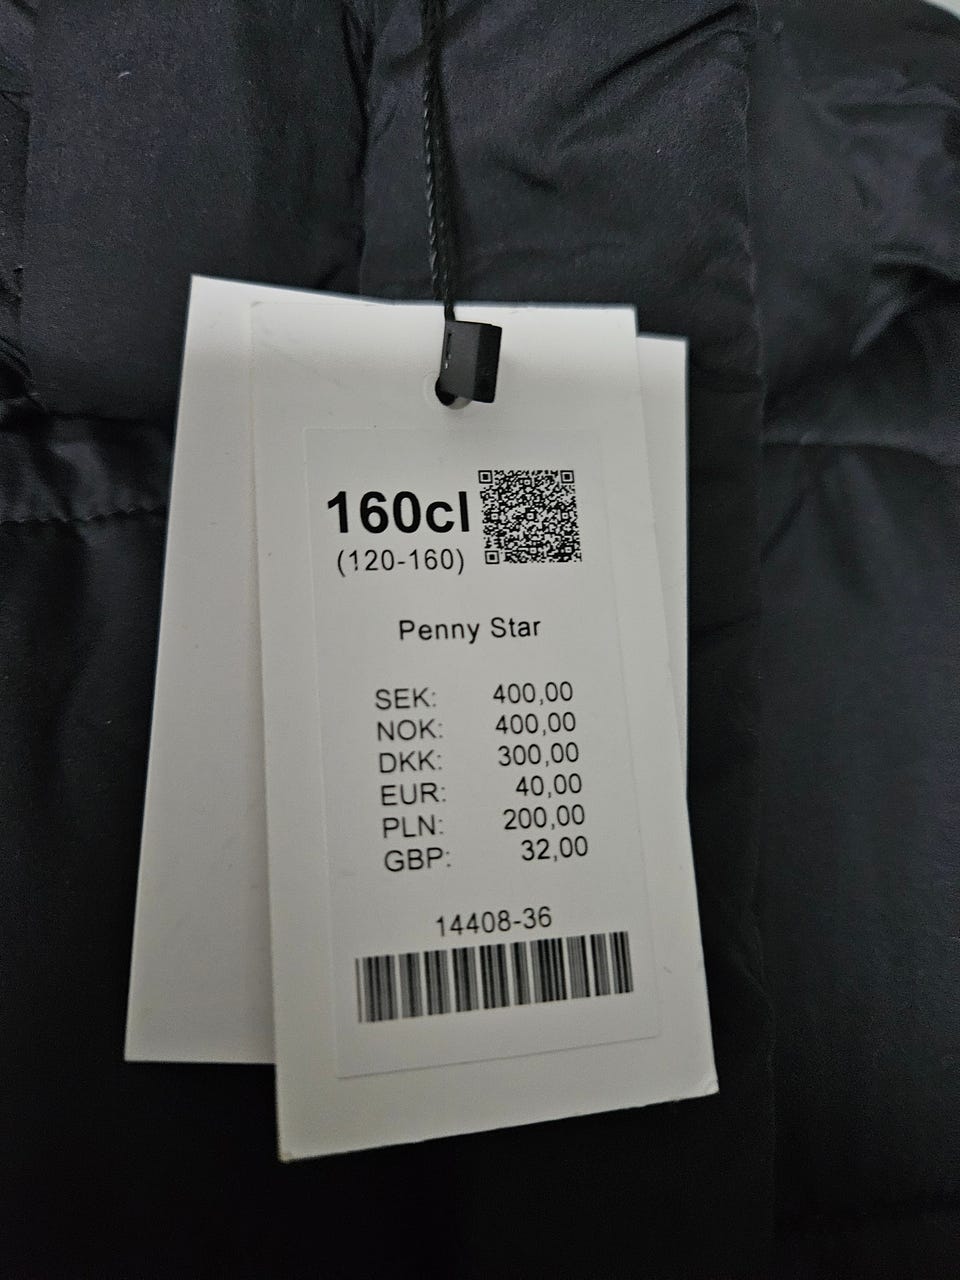 160cl
(120-160)
Penny Star
SEK: 400,00
NOK: 400,00
DKK: 300,00
EUR: 40,00
PLN: 200,00
GBP: 32,00
14408-36